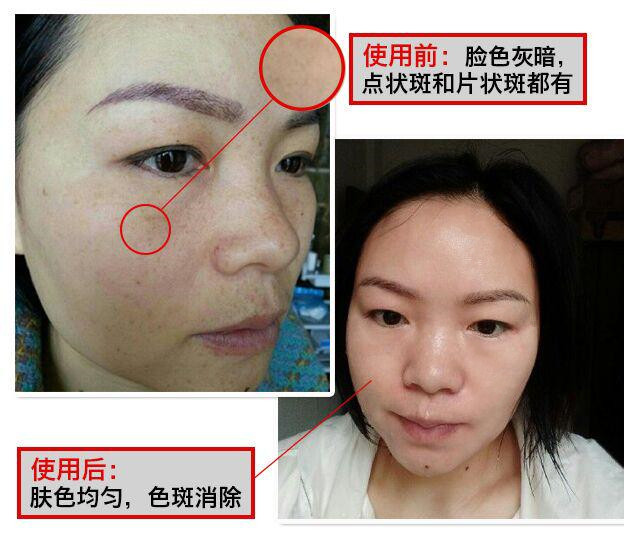 使用前：脸色灰暗，
点状斑和片状斑都有
使用后：
肤色均匀，色斑消除